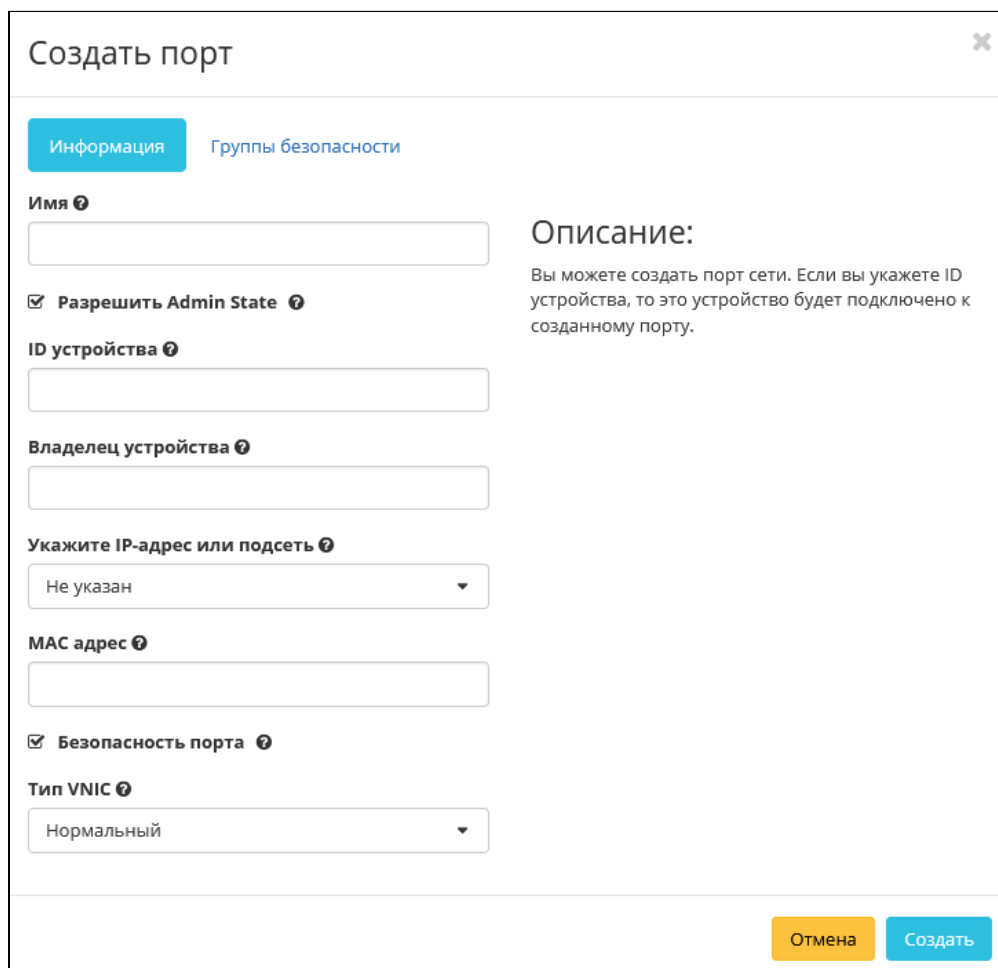 Создать порт
Информация
Группы безопасности
Имя
Разрешить Admin State
ID устройства
Владелец устройства
Укажите IP-адрес или подсеть
Не указан
MAC адрес
Безопасность порта
Тип VNIC
Нормальный
Описание:
Вы можете создать порт сети. Если вы укажете ID
устройства, то это устройство будет подключено к
созданному порту.
Отмена
Создать